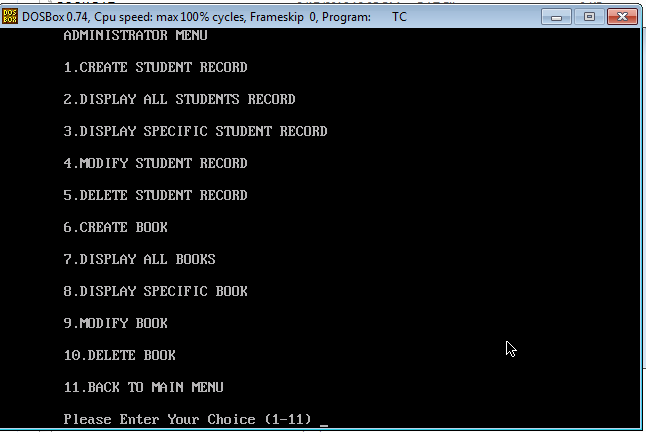 DOS
BOX
DOSBox 0.74, Cpu speed: max 100% cycles, Frameskip 0, Program: TC
ADMINISTRATOR MENU
1.CREATE STUDENT RECORD
2.DISPLAY ALL STUDENTS RECORD
3.DISPLAY SPECIFIC STUDENT RECORD
4.MODIFY STUDENT RECORD
5.DELETE STUDENT RECORD
6.CREATE BOOK
7.DISPLAY ALL BOOKS
8.DISPLAY SPECIFIC BOOK
9.MODIFY BOOK
10.DELETE BOOK
11.BACK TO MAIN MENU
Please Enter Your Choice (1-11) _